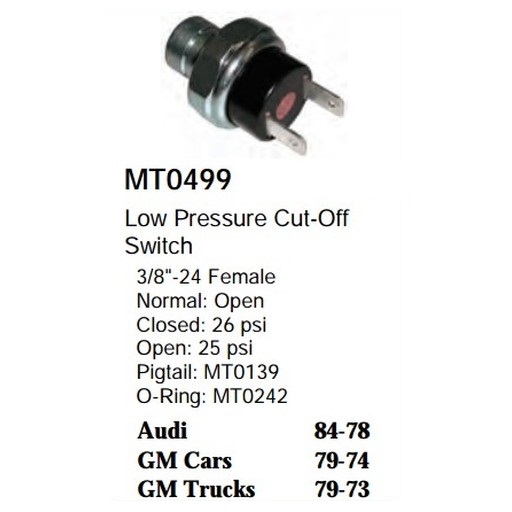 MT0499
Low Pressure Cut-Off
Switch
3/8"-24 Female
Normal: Open
Closed: 26 psi
Open: 25 psi
Pigtail: MT0139
O-Ring: MT0242
Audi 84-78
GM Cars 79-74
GM Trucks 79-73